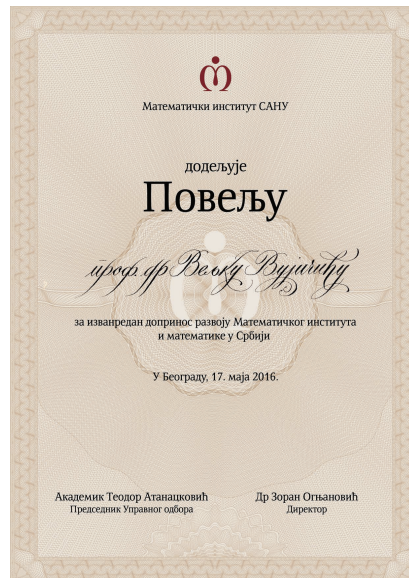 Математички институт САНУ
додељује
Повељу
проф. др Вељку Вујичићу
за изванредан допринос развоју Математичког института
и математике у Србији
У Београду, 17. маја 2016.
Академик Теодор Атанацковић
Председник Управног одбора
Др Зоран Огњановић
Директор